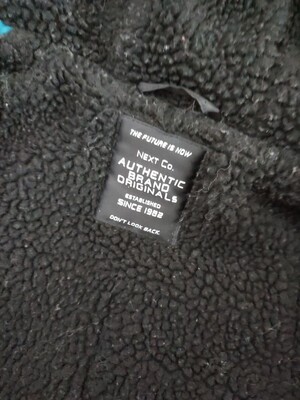 THE FUTURE IS NOW
NEXT CO.
AUTHENTIC
BRAND
ORIGINALS
ESTABLISHED
SINCE 1982
DON'T LOOK BACK.